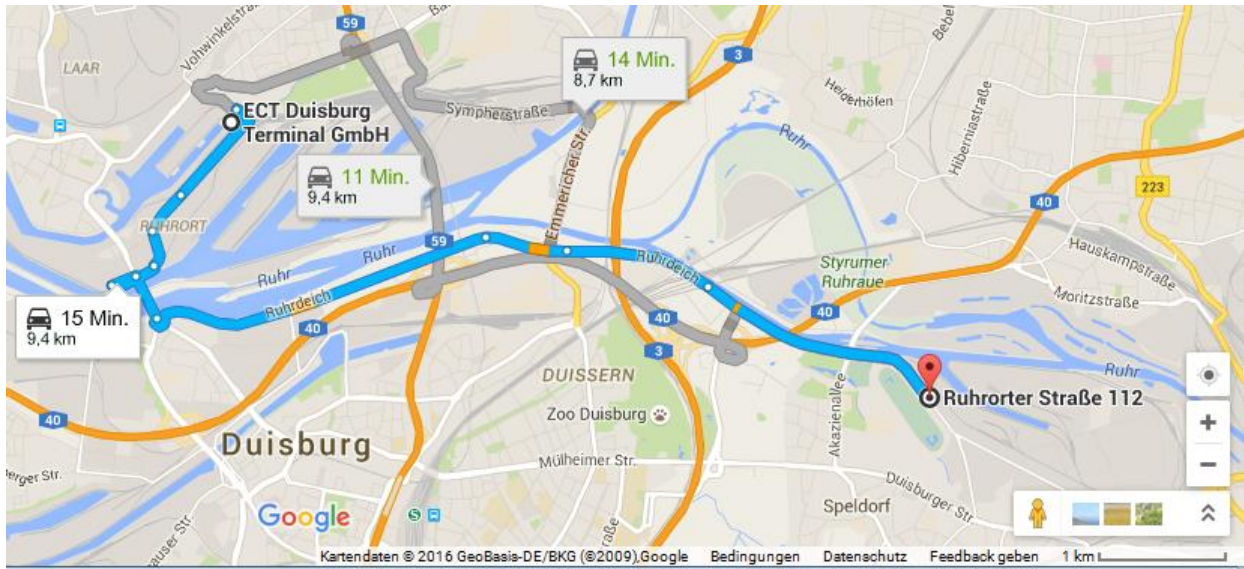 Vohwinkelstraße
LAAR
59
3
14 Min.
8,7 km
ECT Duisburg
Terminal GmbH
Sympherstraße
Heiderhöfen
Hiberniastraße
Ruhr
11 Min.
9,4 km
Emmericher Str.
223
40
RUHRORT
59
Ruhr
Ruhr
Ruhrdeich
Ruhrdeich
Styrumer
Ruhraue
Hauskampstraße
Moritzstraße
15 Min.
9,4 km
40
40
40
3
Ruhr
DUISSERN
Zoo Duisburg
Akazienallee
Ruhrorter Straße 112
40
Duisburg
Mülheimer Str.
Duisburger Str
Speldorf
Google
S
Kartendaten © 2016 GeoBasis-DE/BKG (©2009),Google Bedingungen Datenschutz Feedback geben 1 km